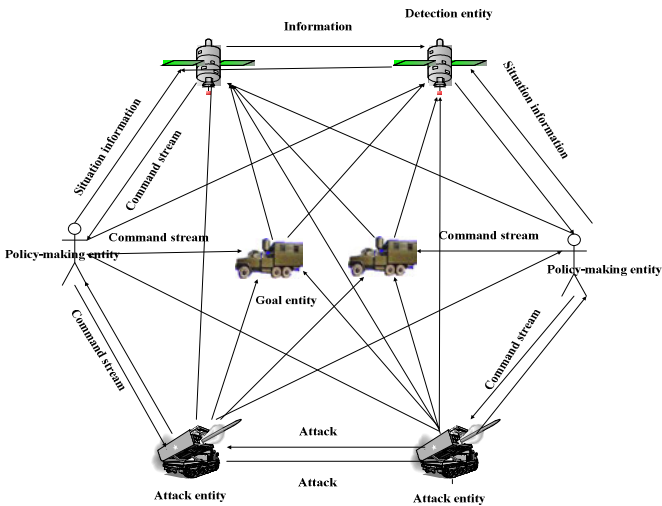 Detection entity
Information
Situation information
Command stream
Situation information
Command stream
Command stream
Policy-making entity
Policy-making entity
Goal entity
Command stream
Command stream
Attack
Attack
Attack entity
Attack entity